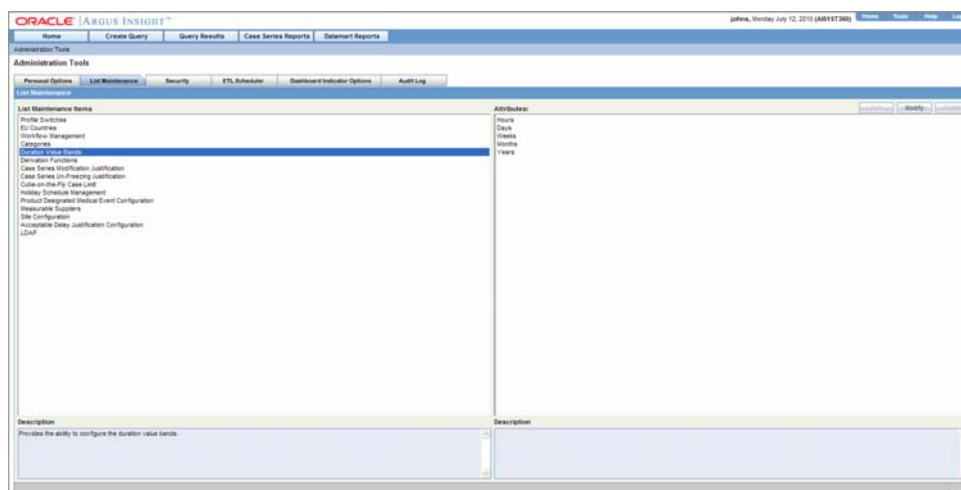 ORACLE | ARGUS INSIGHT™
johns, Monday July 12, 2010 (AISYST360) Home Tools Help
Home Create Query Query Results Case Series Reports Datamart Reports
Administration Tools
Administration Tools
Personal Options List Maintenance Security ETL Scheduler Dashboard Indicator Options Audit Log
List Maintenance
List Maintenance Items
Profile Switches
EU Countries
Workflow Management
Categories
Duration Value Bands
Derivation Functions
Case Series Modification Justification
Case Series Un-Freezing Justification
Cube-on-the-Fly Case Limit
Holiday Schedule Management
Product Designated Medical Event Configuration
Measurable Suppliers
Site Configuration
Acceptable Delay Justification Configuration
LDAP
Attributes:
Modify
Hours
Days
Weeks
Months
Years
Description
Provides the ability to configure the duration value bands.
Description